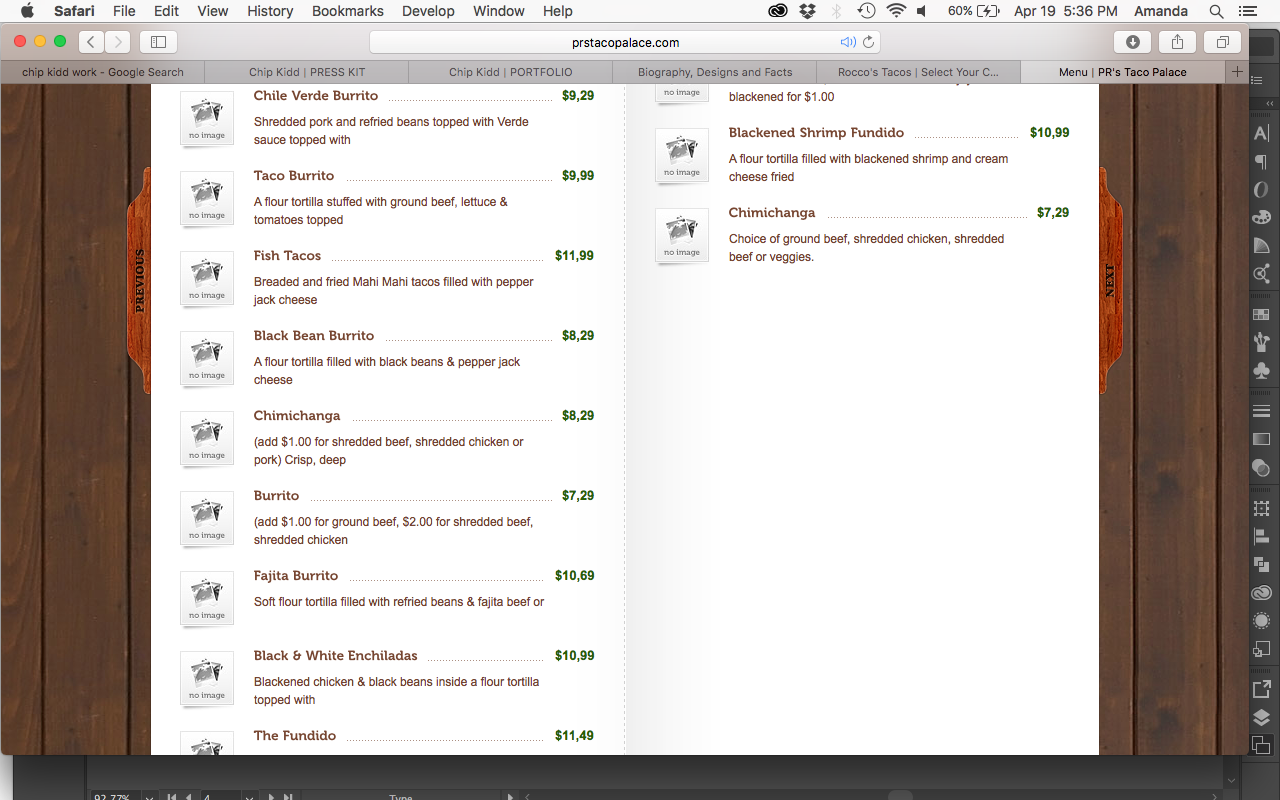 Safari File Edit View History Bookmarks Develop Window Help 60% Apr 19 5:36 PM Amanda
prstacopalace.com
chip kidd work - Google Search Chip Kidd | PRESS KIT Chip Kidd | PORTFOLIO Biography, Designs and Facts Rocco's Tacos | Select Your C... Menu | PR's Taco Palace
PREVIOUS
no image
Chile Verde Burrito $9,29
Shredded pork and refried beans topped with Verde
sauce topped with
no image
Taco Burrito $9,99
A flour tortilla stuffed with ground beef, lettuce &
tomatoes topped
no image
Fish Tacos $11,99
Breaded and fried Mahi Mahi tacos filled with pepper
jack cheese
no image
Black Bean Burrito $8,29
A flour tortilla filled with black beans & pepper jack
cheese
no image
Chimichanga $8,29
(add $1.00 for shredded beef, shredded chicken or
pork) Crisp, deep
no image
Burrito $7,29
(add $1.00 for ground beef, $2.00 for shredded beef,
shredded chicken
no image
Fajita Burrito $10,69
Soft flour tortilla filled with refried beans & fajita beef or
no image
Black & White Enchiladas $10,99
Blackened chicken & black beans inside a flour tortilla
topped with
no image
The Fundido $11,49
no image
blackened for $1.00
no image
Blackened Shrimp Fundido $10,99
A flour tortilla filled with blackened shrimp and cream
cheese fried
no image
Chimichanga $7,29
Choice of ground beef, shredded chicken, shredded
beef or veggies.
no image
NEXT
92.77% 4 Type